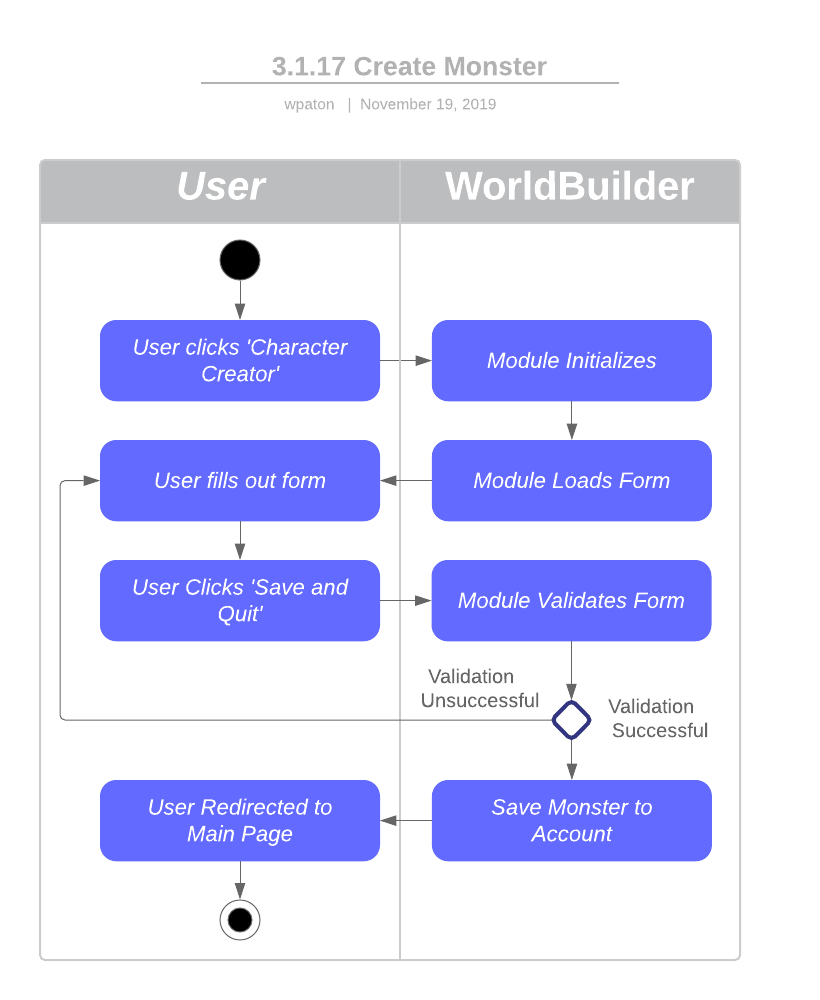 3.1.17 Create Monster
wpaton | November 19, 2019
User
WorldBuilder
User clicks 'Character
Creator'
Module Initializes
User fills out form
Module Loads Form
User Clicks 'Save and
Quit'
Module Validates Form
Validation
Unsuccessful
Validation
Successful
User Redirected to
Main Page
Save Monster to
Account